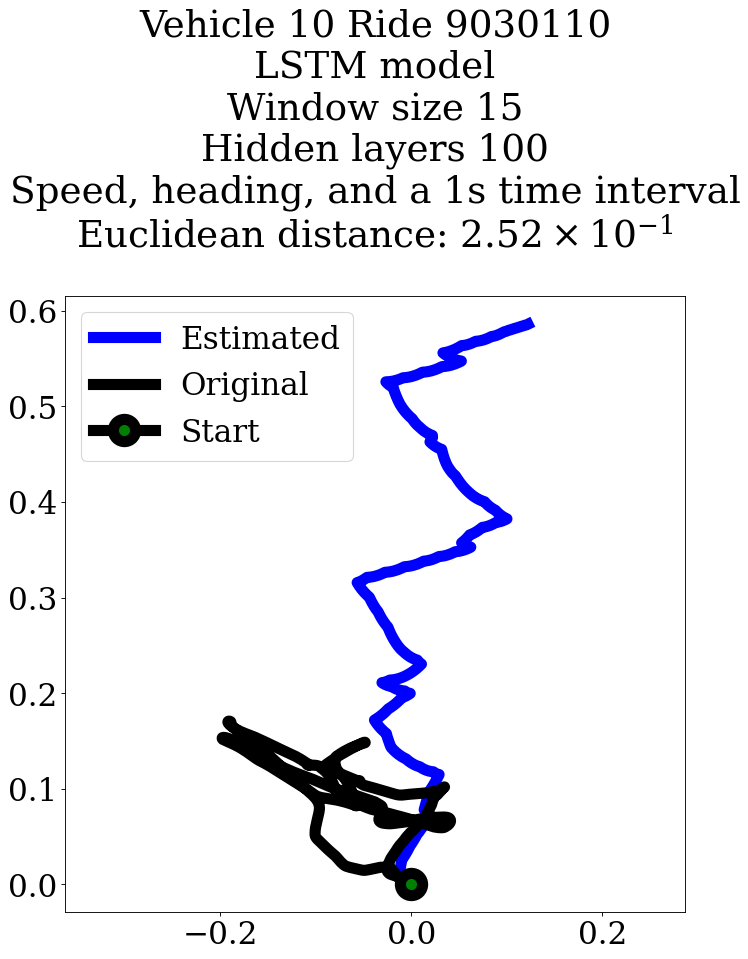 Vehicle 10 Ride 9030110
LSTM model
Window size 15
Hidden layers 100
Speed, heading, and a 1s time interval
Euclidean distance: 2.52 × 10⁻¹
Estimated
Original
Start
0.6
0.5
0.4
0.3
0.2
0.1
0.0
−0.2
0.0
0.2